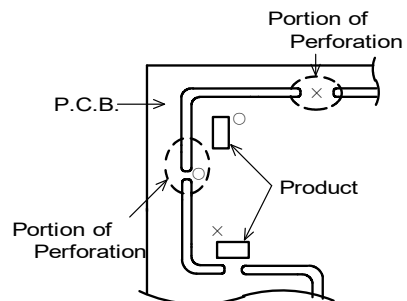 Portion of
Perforation
P.C.B.
×
○
○
Product
Portion of
Perforation
×